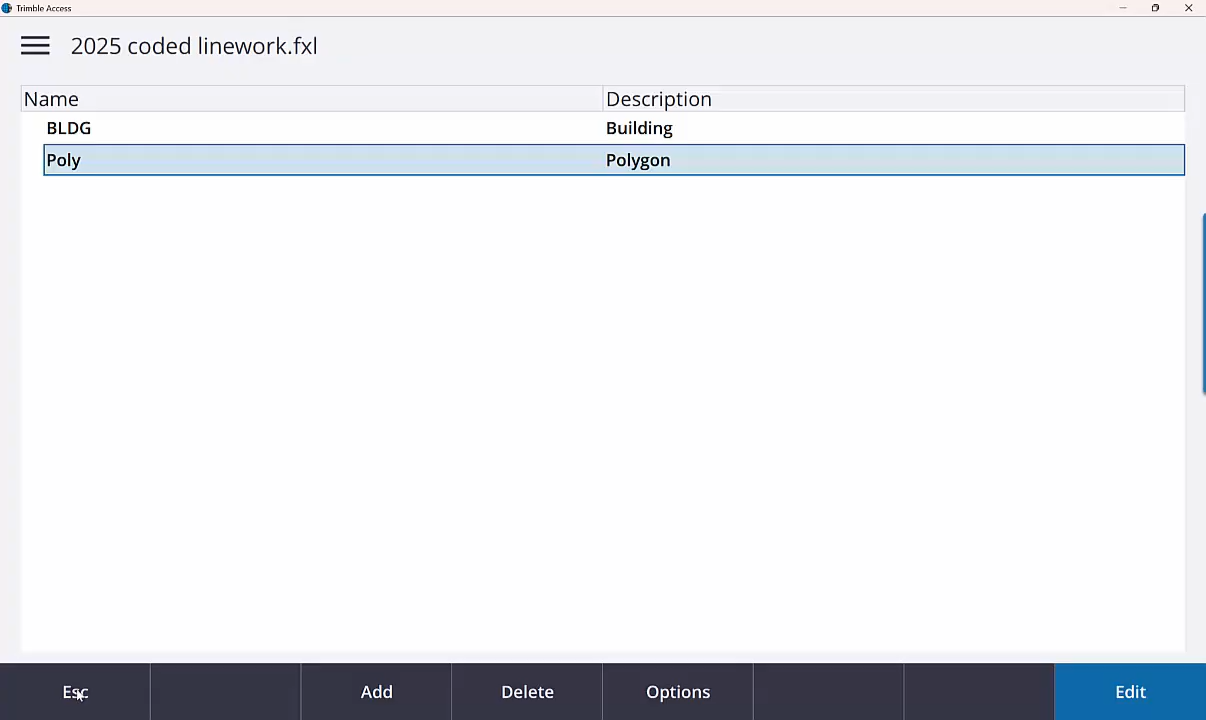 Trimble Access
2025 coded linework.fxl
Name Description
BLDG Building
Poly Polygon
Esc Add Delete Options Edit